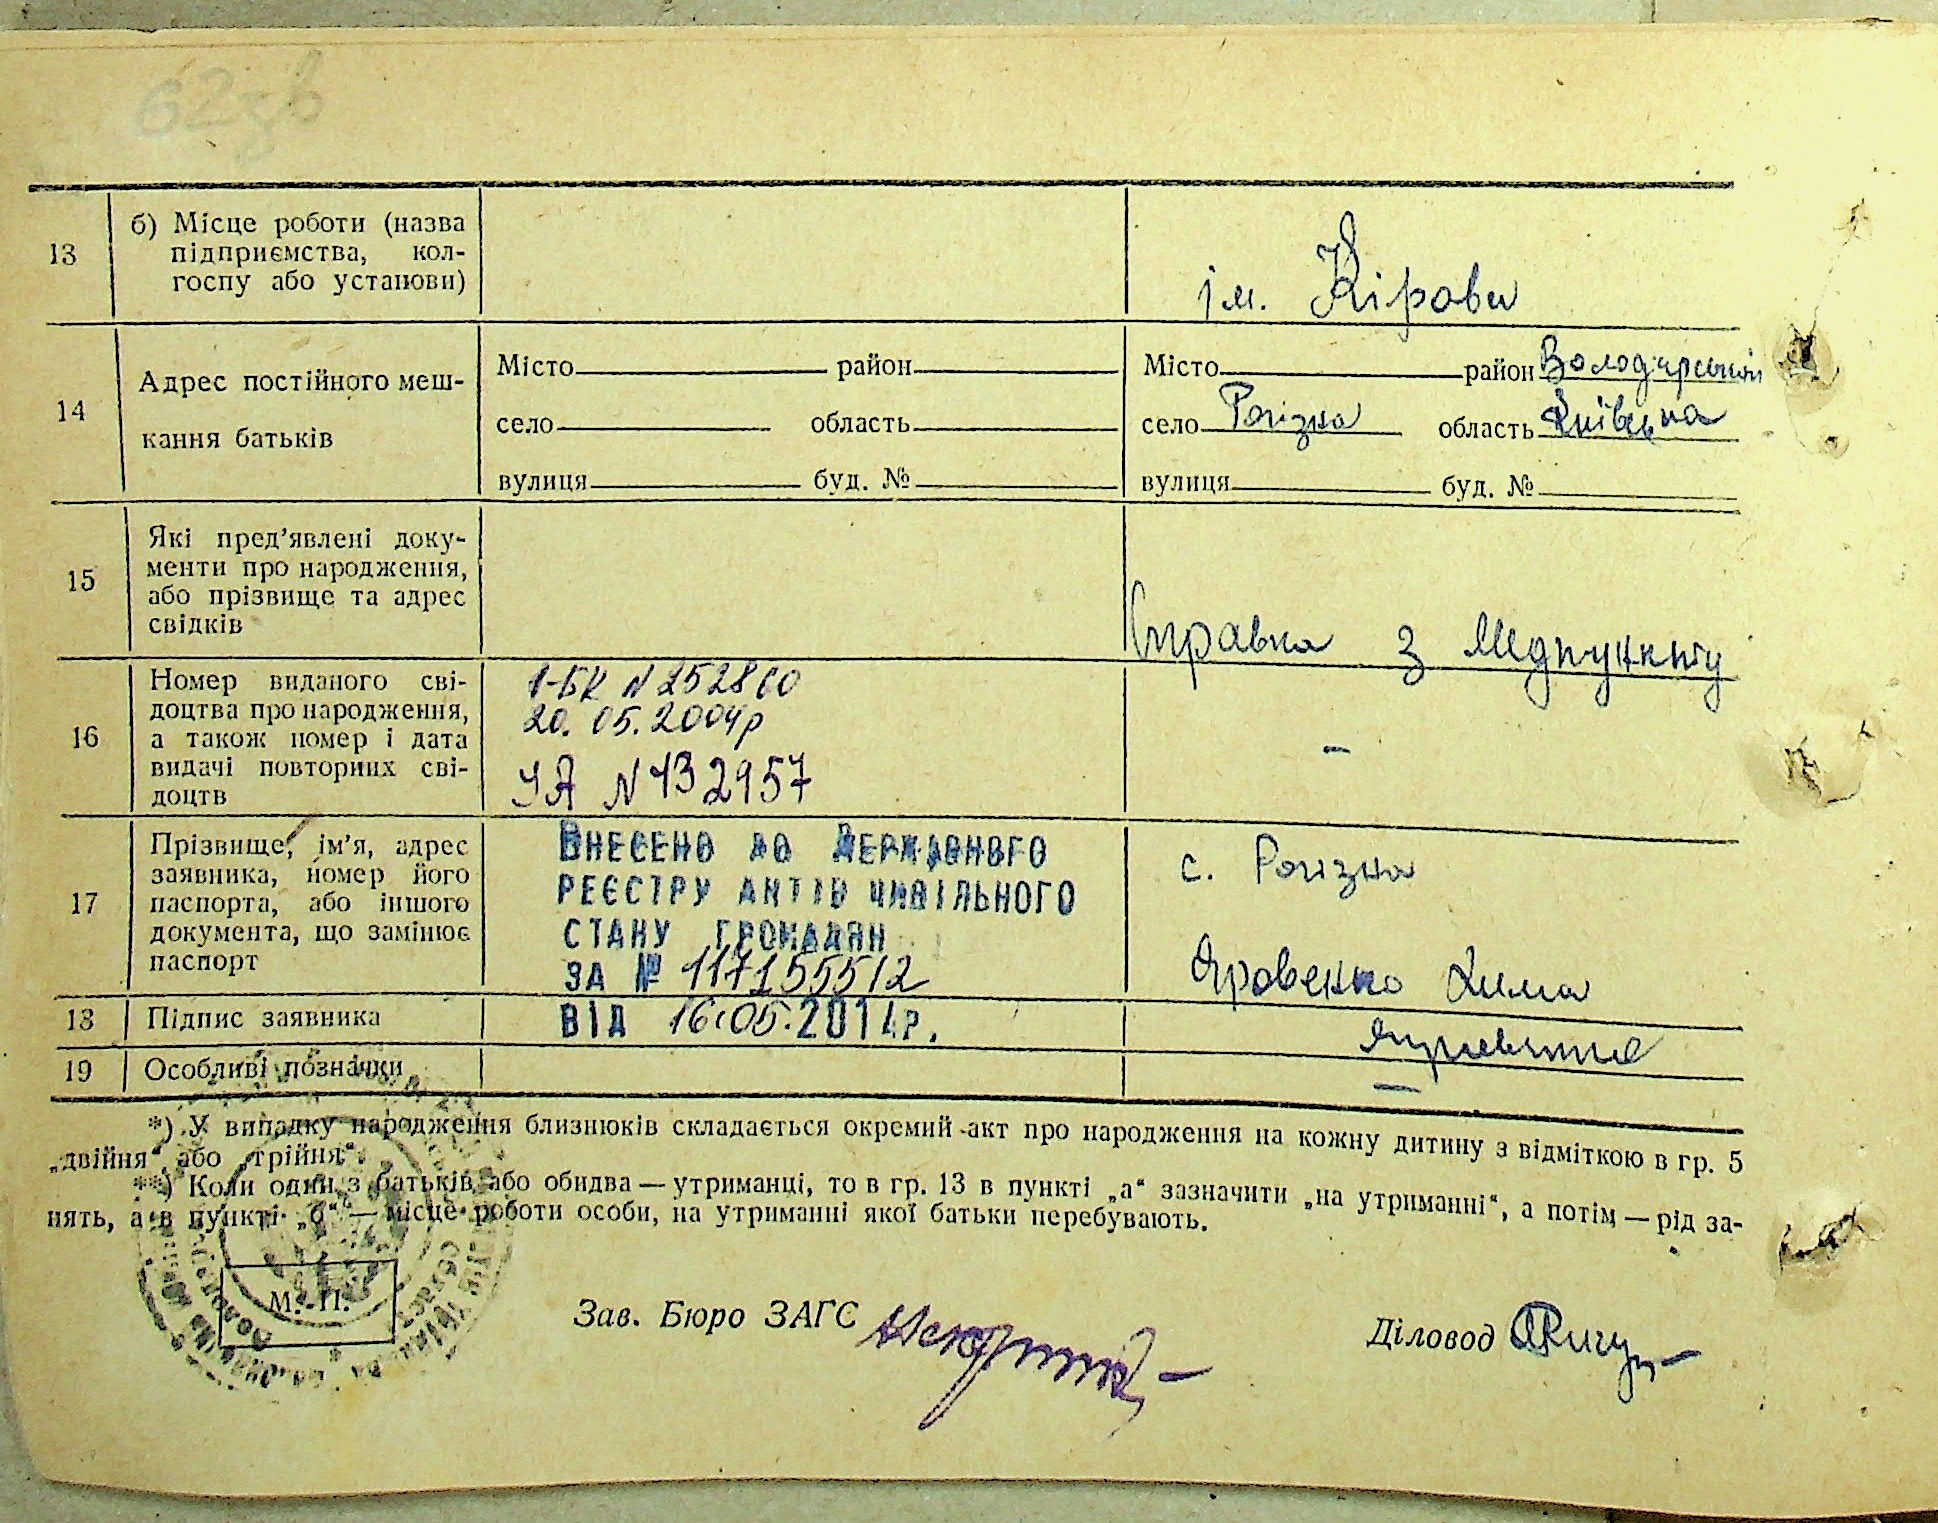 62зв
13
б) Місце роботи (назва
підприємства, кол-
госпу або установи)
ім. Кірова
14
Адрес постійного меш-
кання батьків
Місто район
село область
вулиця буд. №
Місто район Володарський
село Рогізна область Київська
вулиця буд. №
15
Які пред’явлені доку-
менти про народження,
або прізвище та адрес
свідків
Справка з Медпункту
16
Номер виданого сві-
доцтва про народження,
а також номер і дата
видачі повторних сві-
доцтв
1-БК N 252860
20.05.2004р
УА N 432957
–
17
Прізвище, ім’я, адрес
заявника, номер його
паспорта, або іншого
документа, що замінює
паспорт
ВНЕСЕНО ДО ДЕРЖАВНОГО
РЕЄСТРУ АКТІВ ЦИВІЛЬНОГО
СТАНУ ГРОМАДЯН
ЗА № 117155512
ВІД 16.05.2014р.
с. Рогізна
Яровенко
18
Підпис заявника
19
Особливі позначки
–
*) У випадку народження близнюків складається окремий акт про народження на кожну дитину з відміткою в гр. 5
„двійня“ або „трійня“.
**) Коли один з батьків або обидва — утриманці, то в гр. 13 в пункті „а“ зазначити „на утриманні“, а потім — рід за-
нять, а в пункті „б“ — місце роботи особи, на утриманні якої батьки перебувають.
М. П.
Зав. Бюро ЗАГС
Діловод